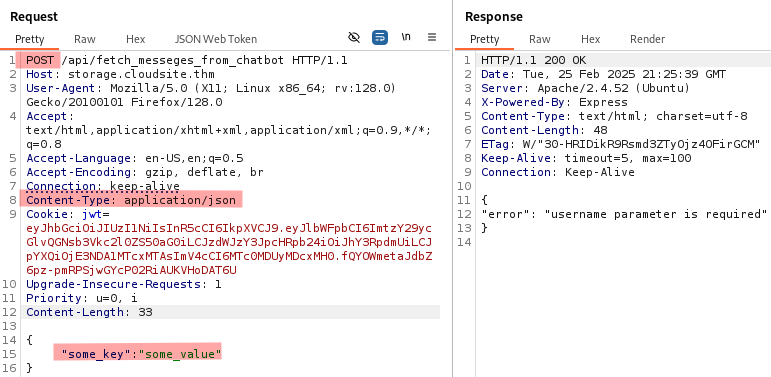 Request
Pretty Raw Hex JSON Web Token \n
1 POST /api/fetch_messeges_from_chatbot HTTP/1.1
2 Host: storage.cloudsite.thm
3 User-Agent: Mozilla/5.0 (X11; Linux x86_64; rv:128.0)
Gecko/20100101 Firefox/128.0
4 Accept:
text/html,application/xhtml+xml,application/xml;q=0.9,*/*;
q=0.8
5 Accept-Language: en-US,en;q=0.5
6 Accept-Encoding: gzip, deflate, br
7 Connection: keep-alive
8 Content-Type: application/json
9 Cookie: jwt=
eyJhbGciOiJIUzI1NiIsInR5cCI6IkpXVCJ9.eyJlbWFpbCI6ImtzY29yc
GlvQGNsb3Vkc2l0ZS50aG0iLCJzdWJzY3JpcHRpb24iOiJhY3RpdmUiLCJ
pYXQiOjE3NDA1MTcxMTAsImV4cCI6MTc0MDUyMDcxMH0.fQYOWmetaJdbZ
6pz-pmRPSjwGYcP02RiAUKVHoDAT6U
10 Upgrade-Insecure-Requests: 1
11 Priority: u=0, i
12 Content-Length: 33
13
14 {
15 "some_key":"some_value"
16 }
Response
Pretty Raw Hex Render
1 HTTP/1.1 200 OK
2 Date: Tue, 25 Feb 2025 21:25:39 GMT
3 Server: Apache/2.4.52 (Ubuntu)
4 X-Powered-By: Express
5 Content-Type: text/html; charset=utf-8
6 Content-Length: 48
7 ETag: W/"30-HRIDikR9Rsmd3ZTyOjz4OFirGCM"
8 Keep-Alive: timeout=5, max=100
9 Connection: Keep-Alive
10
11 {
12 "error": "username parameter is required"
13 }
14